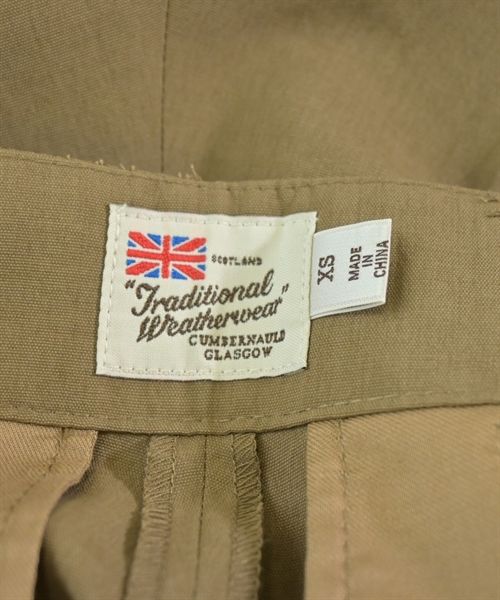 SCOTLAND
"Traditional
Weatherwear"
CUMBERNAULD
GLASGOW
XS
MADE
IN
CHINA